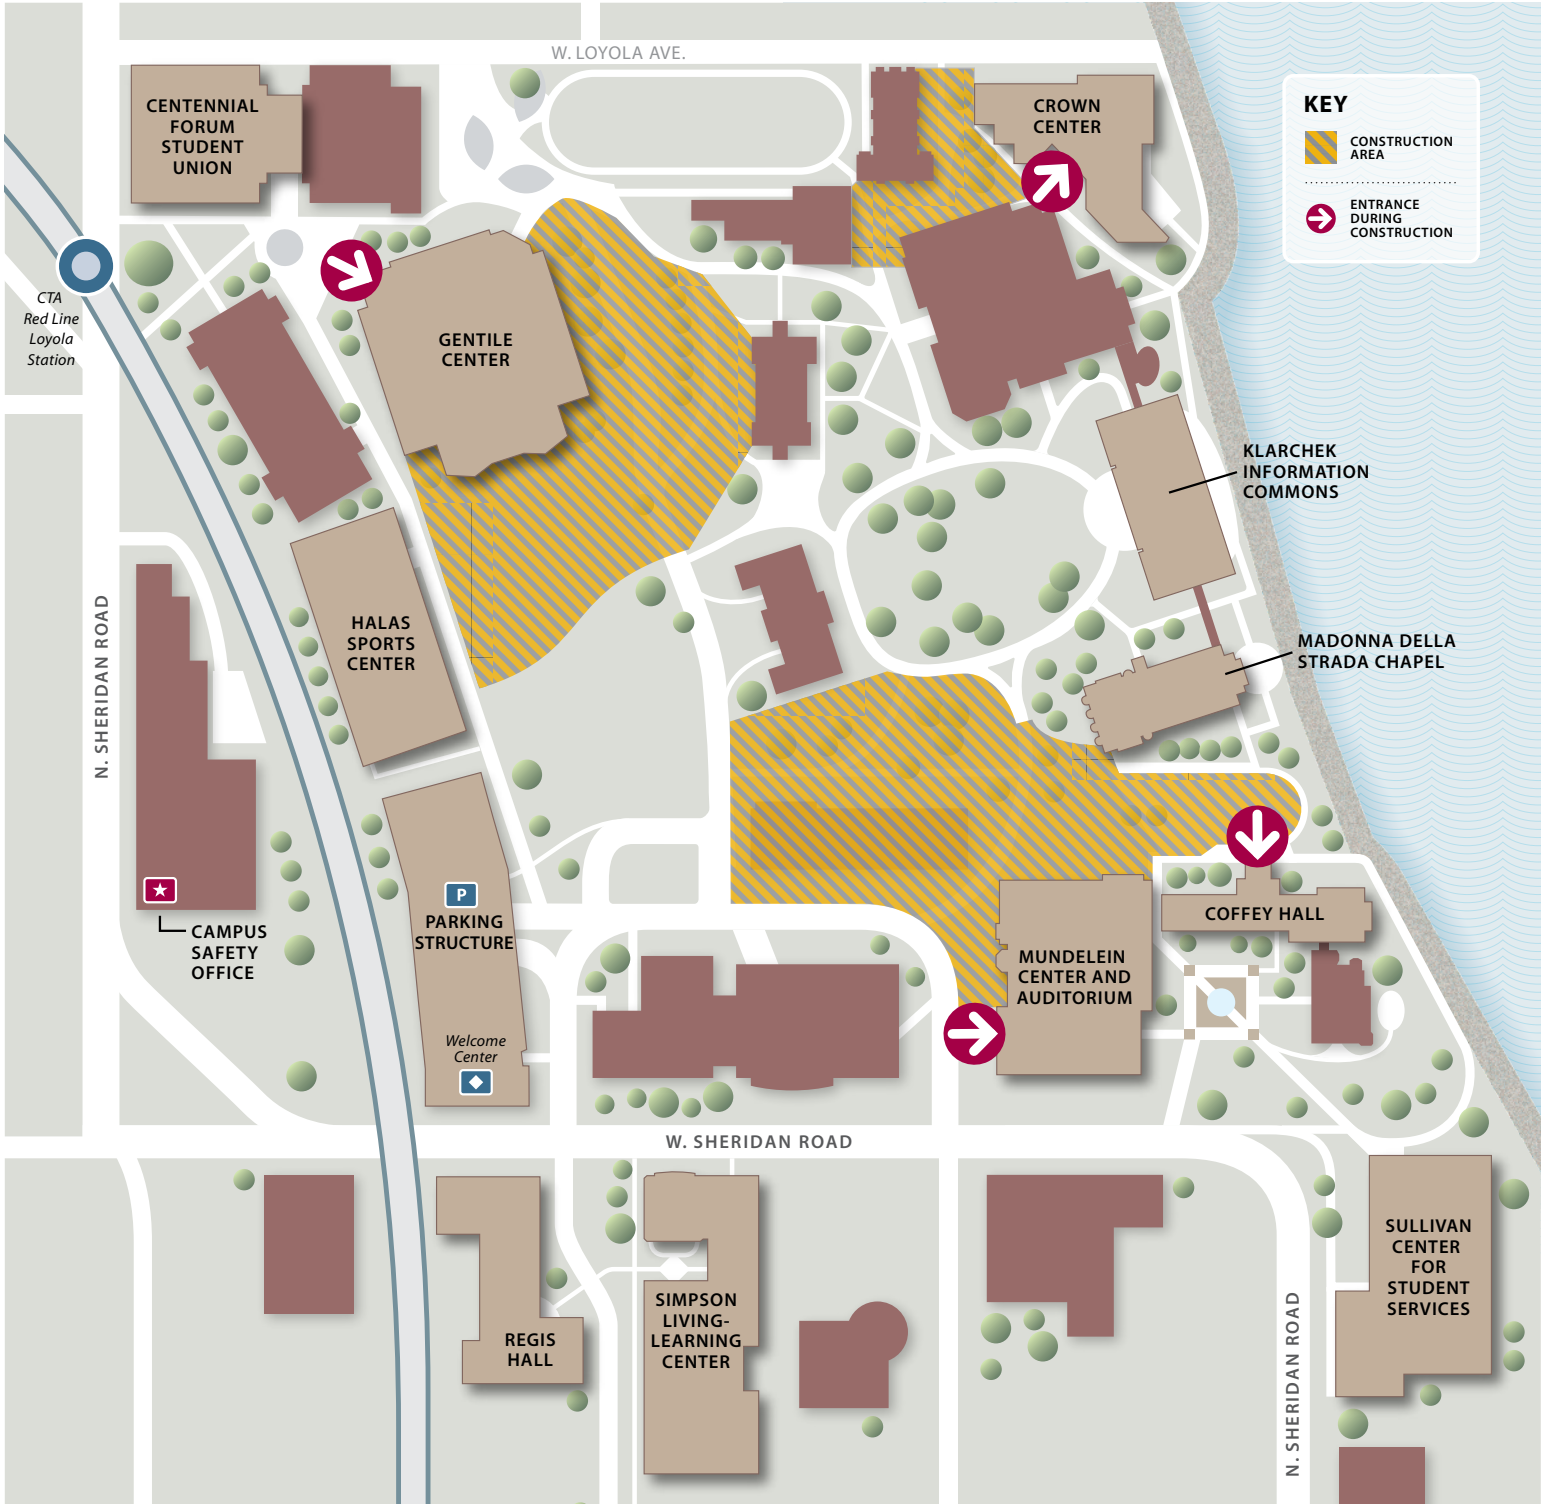 W. LOYOLA AVE.
CENTENNIAL
FORUM
STUDENT
UNION
CROWN
CENTER
KEY
CONSTRUCTION
AREA
ENTRANCE
DURING
CONSTRUCTION
CTA
Red Line
Loyola
Station
GENTILE
CENTER
KLARCHEK
INFORMATION
COMMONS
N. SHERIDAN ROAD
HALAS
SPORTS
CENTER
MADONNA DELLA
STRADA CHAPEL
P
PARKING
STRUCTURE
CAMPUS
SAFETY
OFFICE
COFFEY HALL
MUNDELEIN
CENTER AND
AUDITORIUM
Welcome
Center
W. SHERIDAN ROAD
REGIS
HALL
SIMPSON
LIVING-
LEARNING
CENTER
SULLIVAN
CENTER
FOR
STUDENT
SERVICES
N. SHERIDAN ROAD